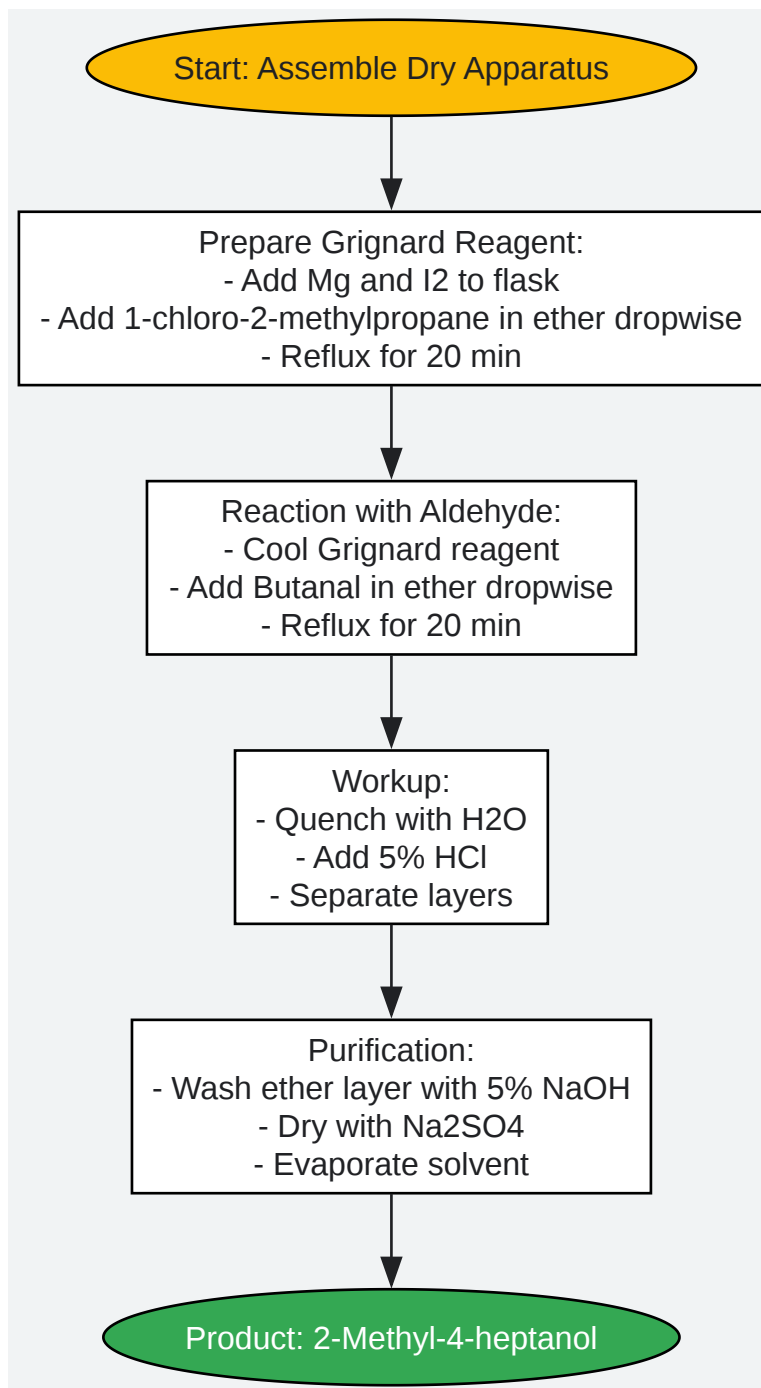 Start: Assemble Dry Apparatus
Prepare Grignard Reagent:
- Add Mg and I2 to flask
- Add 1-chloro-2-methylpropane in ether dropwise
- Reflux for 20 min
Reaction with Aldehyde:
- Cool Grignard reagent
- Add Butanal in ether dropwise
- Reflux for 20 min
Workup:
- Quench with H2O
- Add 5% HCl
- Separate layers
Purification:
- Wash ether layer with 5% NaOH
- Dry with Na2SO4
- Evaporate solvent
Product: 2-Methyl-4-heptanol